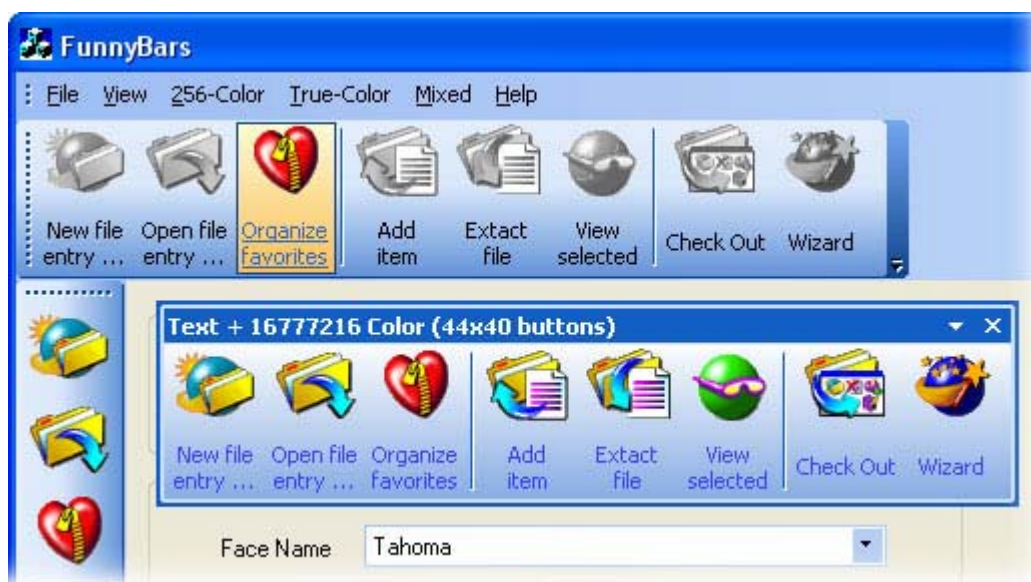 FunnyBars
File View 256-Color True-Color Mixed Help
New file Open file Organize Add Extact View Check Out Wizard
entry ... entry ... favorites item file selected
Text + 16777216 Color (44x40 buttons)
New file Open file Organize Add Extact View Check Out Wizard
entry ... entry ... favorites item file selected
Face Name Tahoma